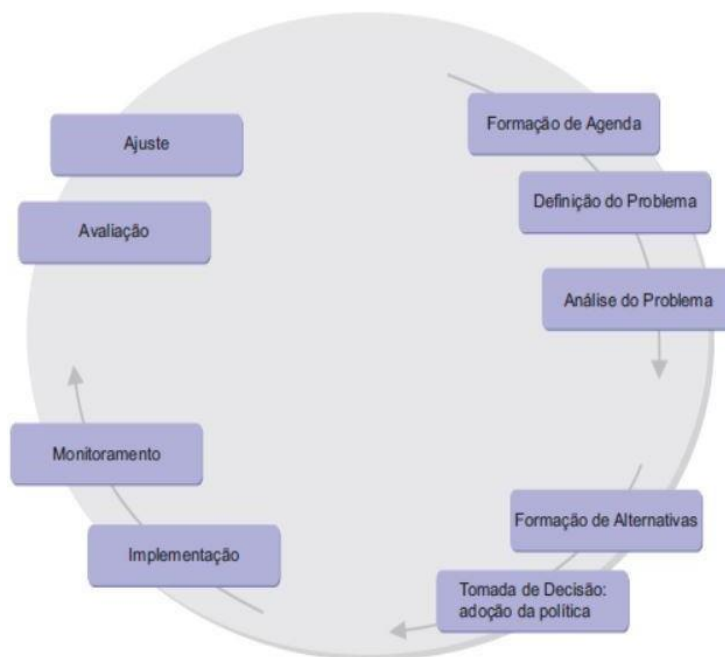 Formação de Agenda
Definição do Problema
Análise do Problema
Formação de Alternativas
Tomada de Decisão:
adoção da política
Implementação
Monitoramento
Avaliação
Ajuste